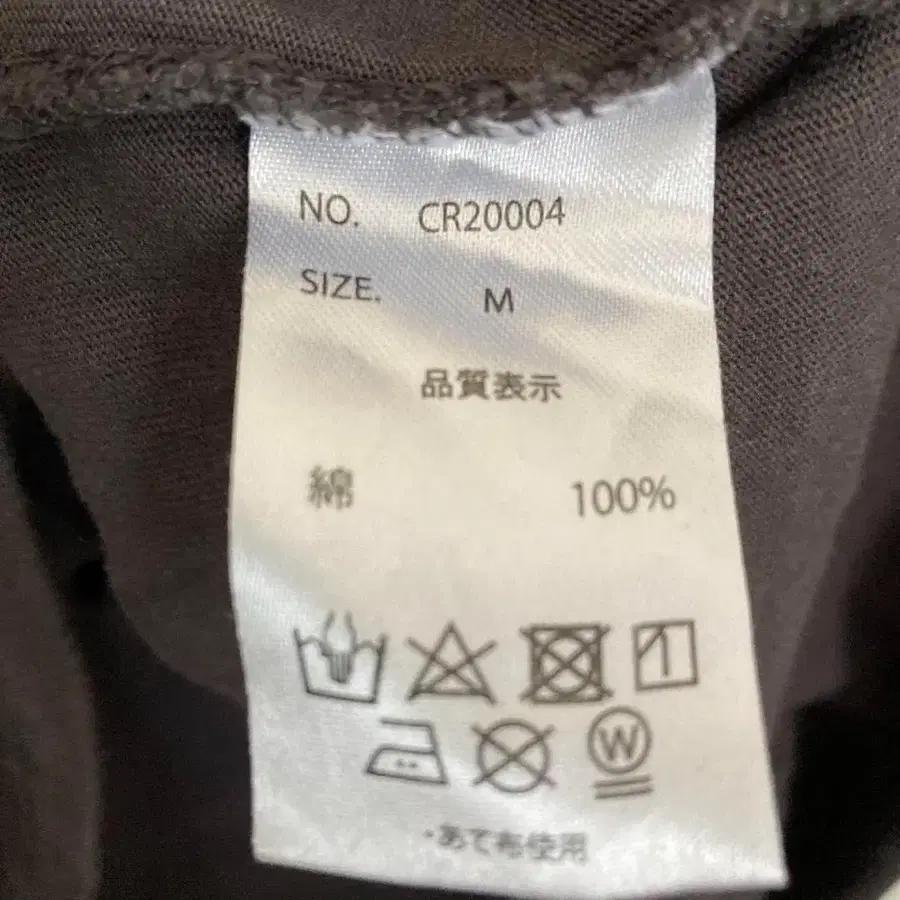 NO. CR20004
SIZE. M
品質表示
綿 100%
W
・あて布使用